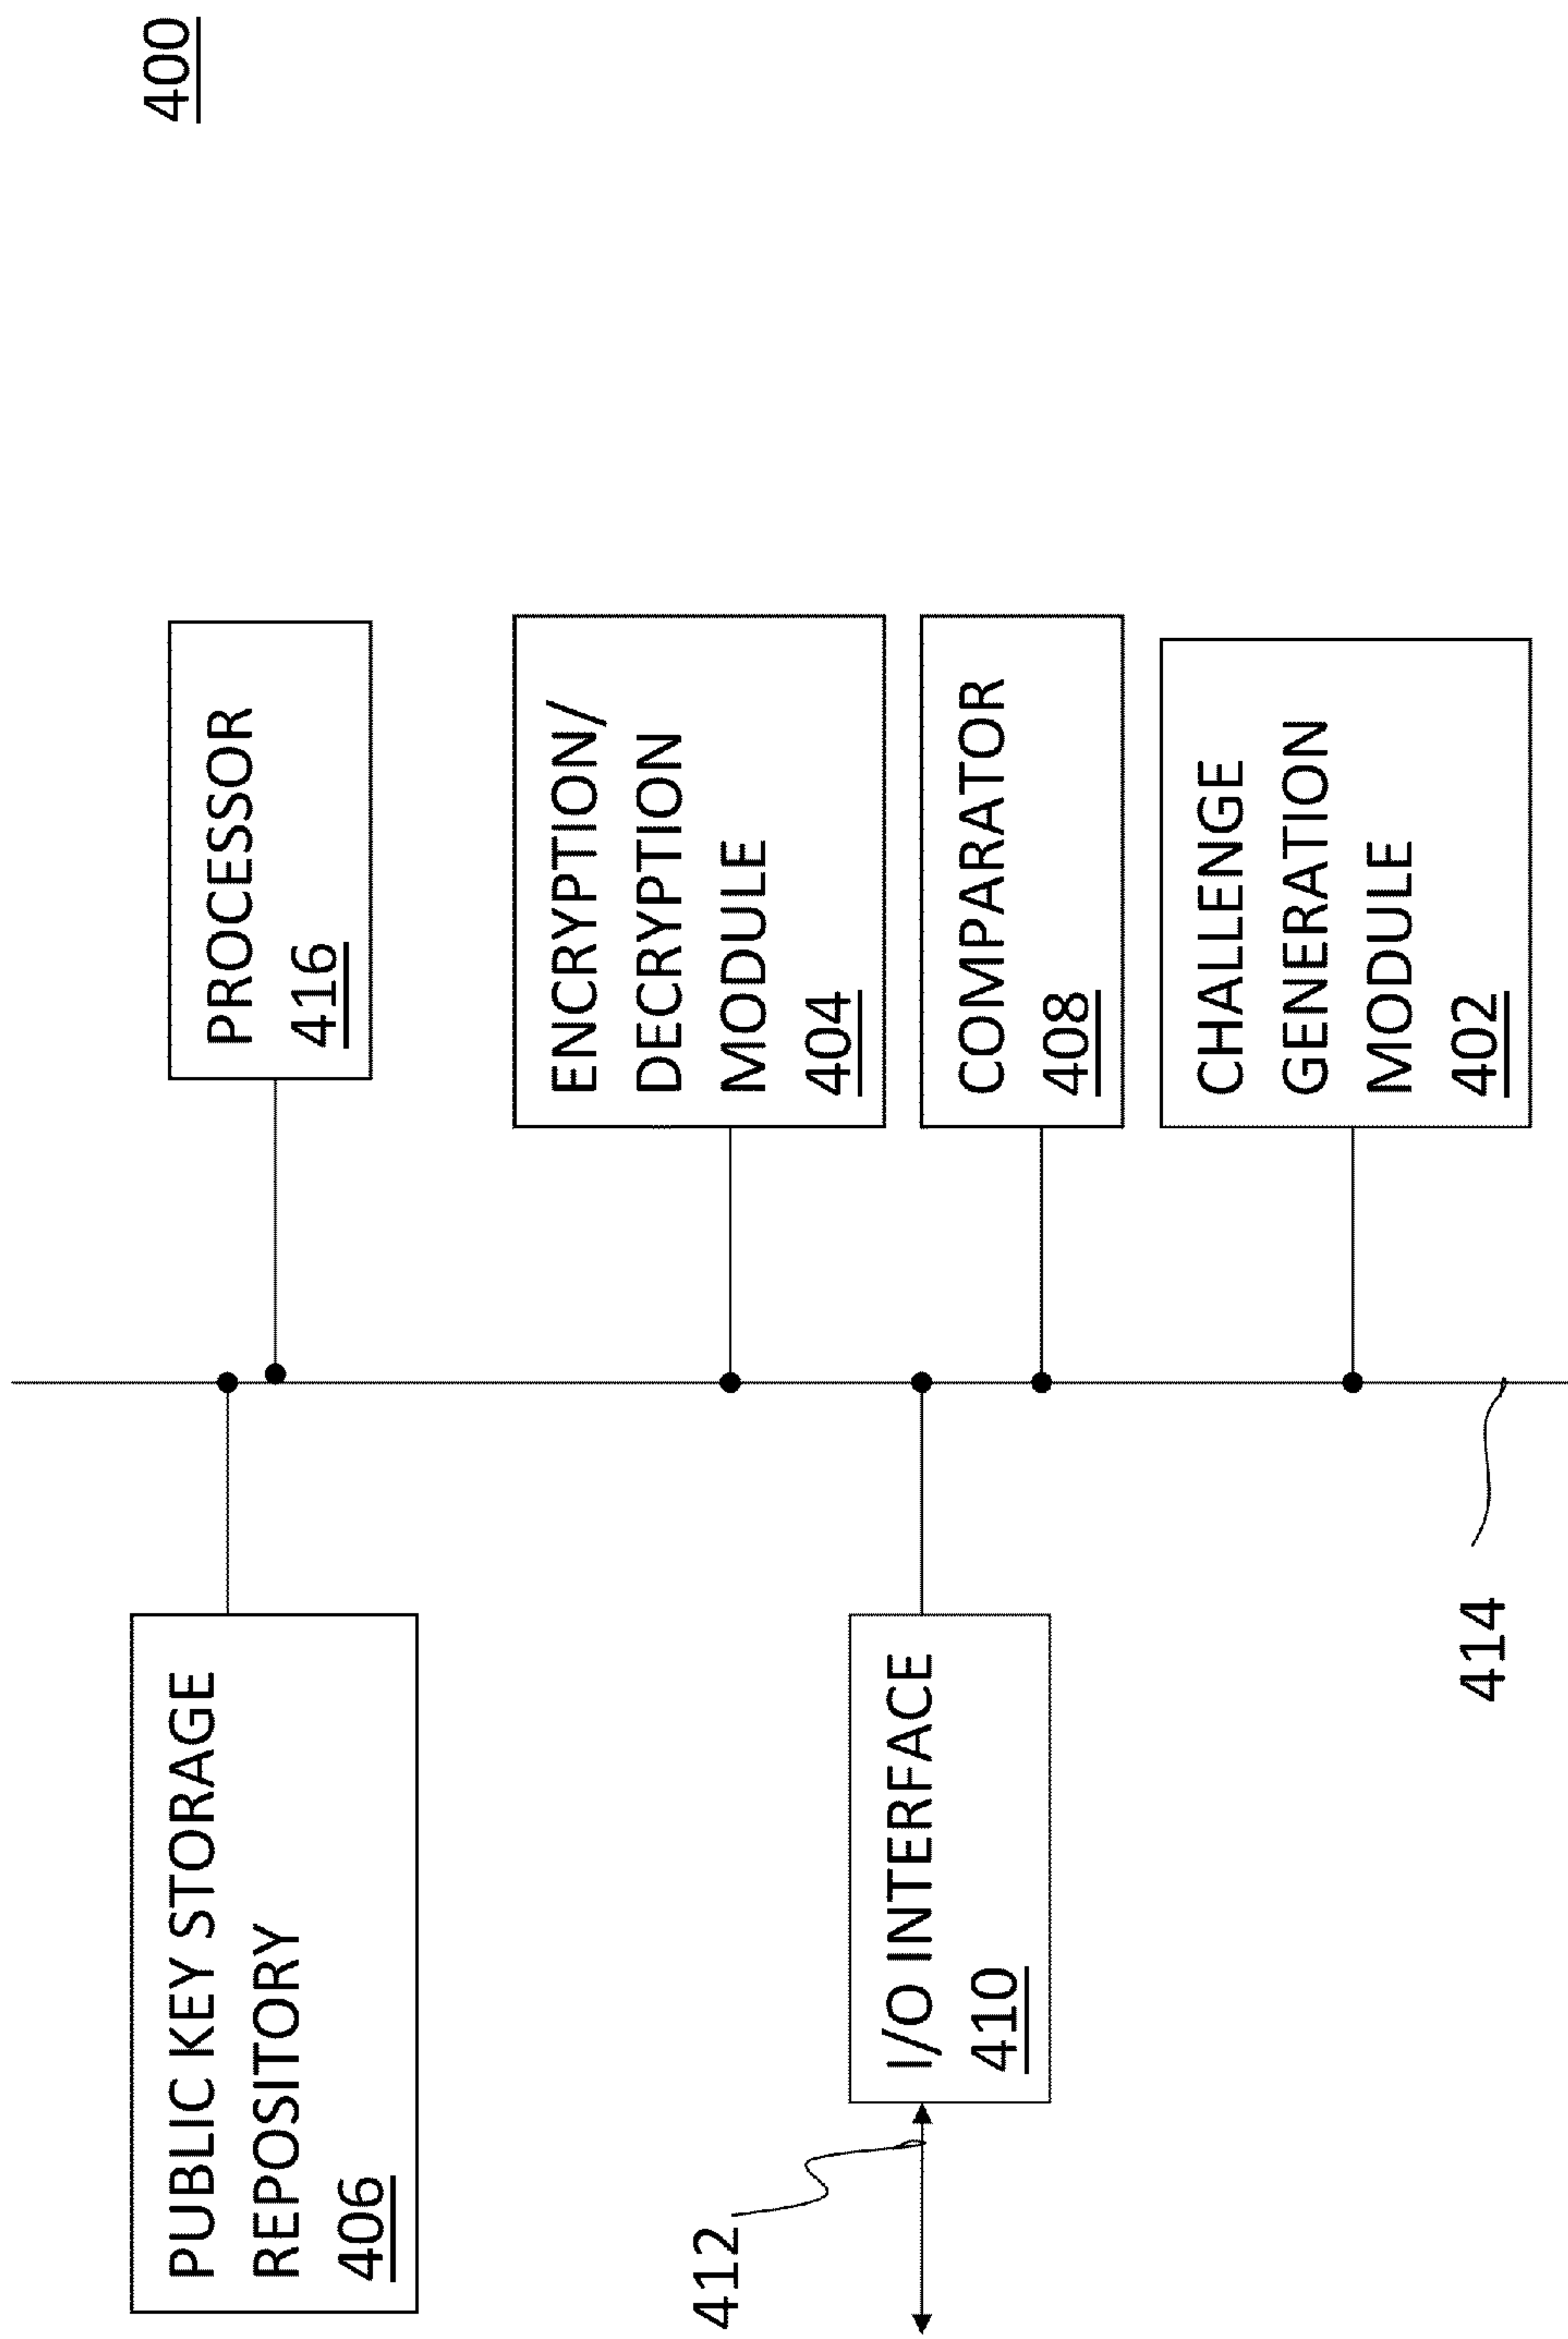 400
PUBLIC KEY STORAGE
REPOSITORY
406
PROCESSOR
416
ENCRYPTION/
DECRYPTION
MODULE
404
412
I/O INTERFACE
410
COMPARATOR
408
CHALLENGE
GENERATION
MODULE
402
414